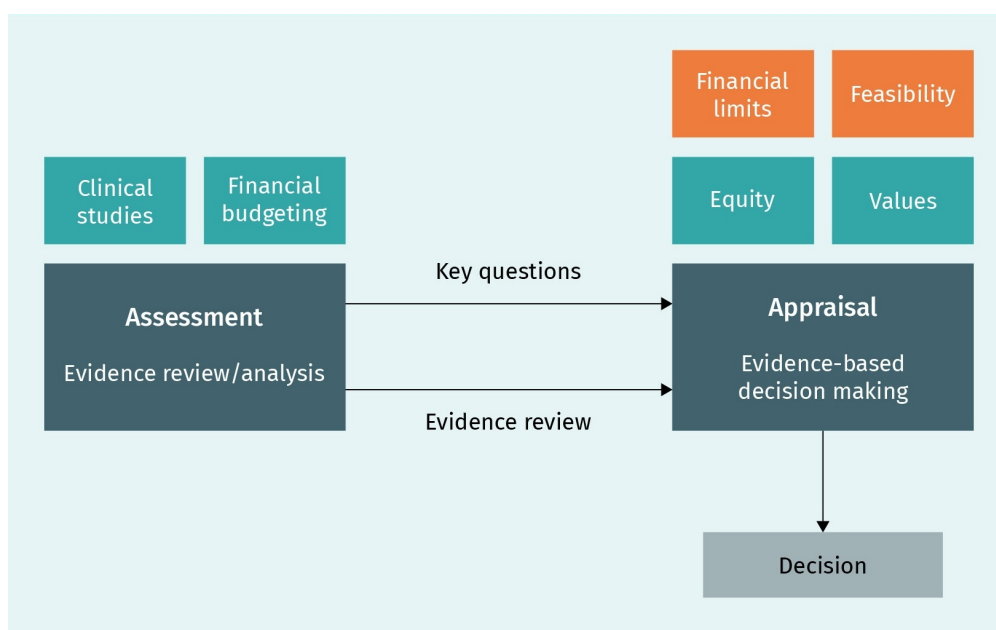 Financial
limits
Feasibility
Clinical
studies
Financial
budgeting
Equity
Values
Key questions
Assessment
Evidence review/analysis
Appraisal
Evidence-based
decision making
Evidence review
Decision